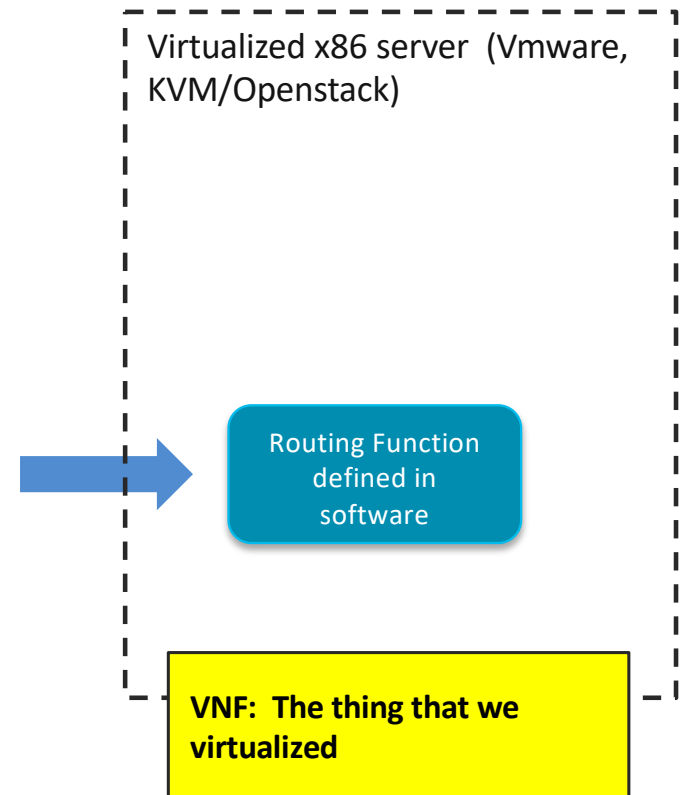 Virtualized x86 server (Vmware,
KVM/Openstack)
Routing Function
defined in
software
VNF: The thing that we
virtualized